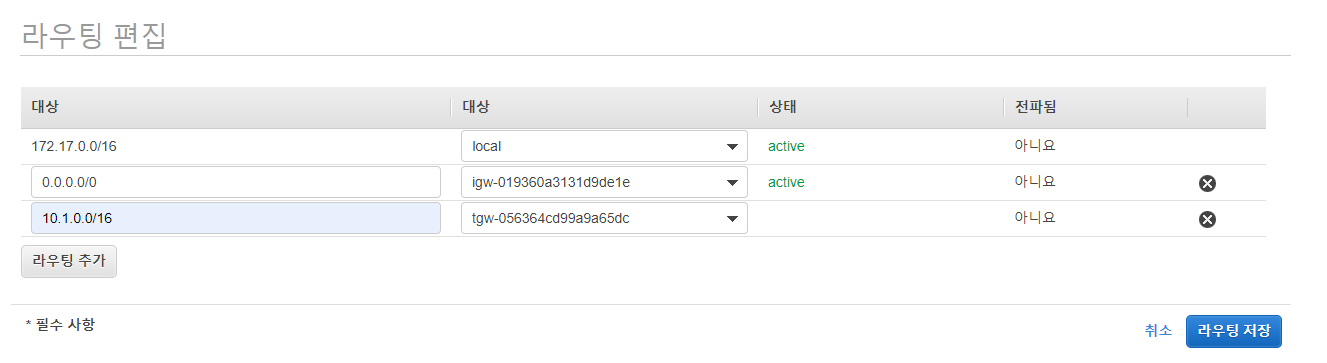 라우팅 편집
대상 대상 상태 전파됨
172.17.0.0/16 local active 아니요
0.0.0.0/0 igw-019360a3131d9de1e active 아니요
10.1.0.0/16 tgw-056364cd99a9a65dc 아니요
라우팅 추가
* 필수 사항
취소 라우팅 저장